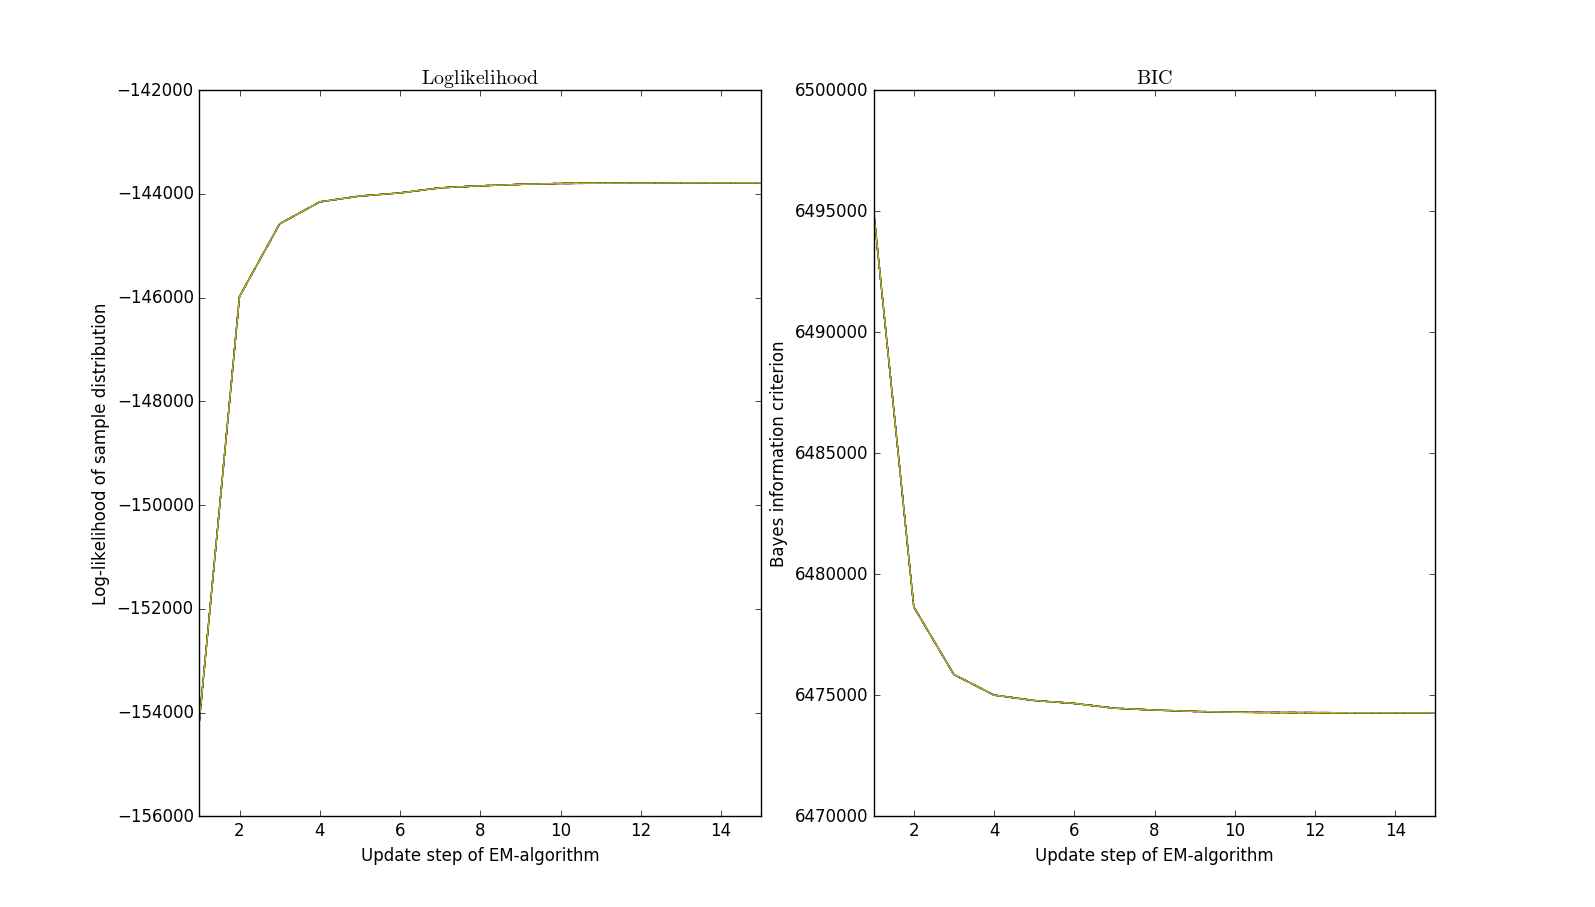 Loglikelihood
−142000
−144000
−146000
−148000
−150000
−152000
−154000
−156000
Log-likelihood of sample distribution
2 4 6 8 10 12 14
Update step of EM-algorithm
BIC
6500000
6495000
6490000
6485000
6480000
6475000
6470000
Bayes information criterion
2 4 6 8 10 12 14
Update step of EM-algorithm